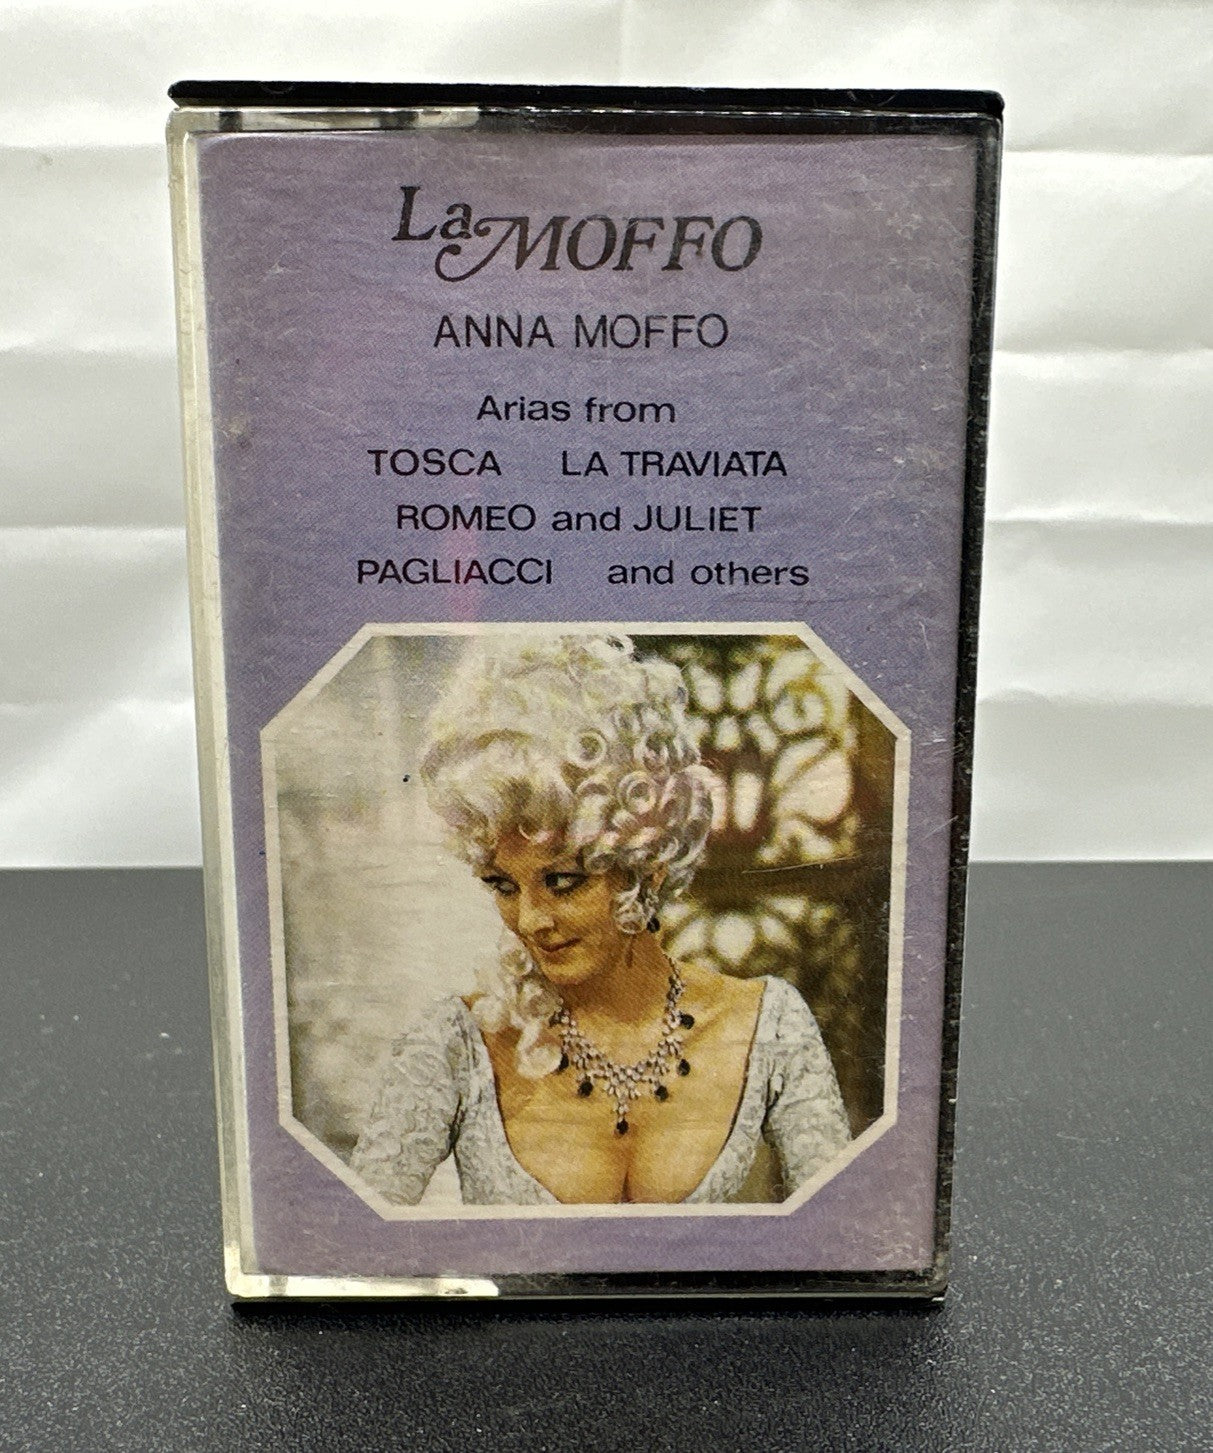 La MOFFO
ANNA MOFFO
Arias from
TOSCA LA TRAVIATA
ROMEO and JULIET
PAGLIACCI and others